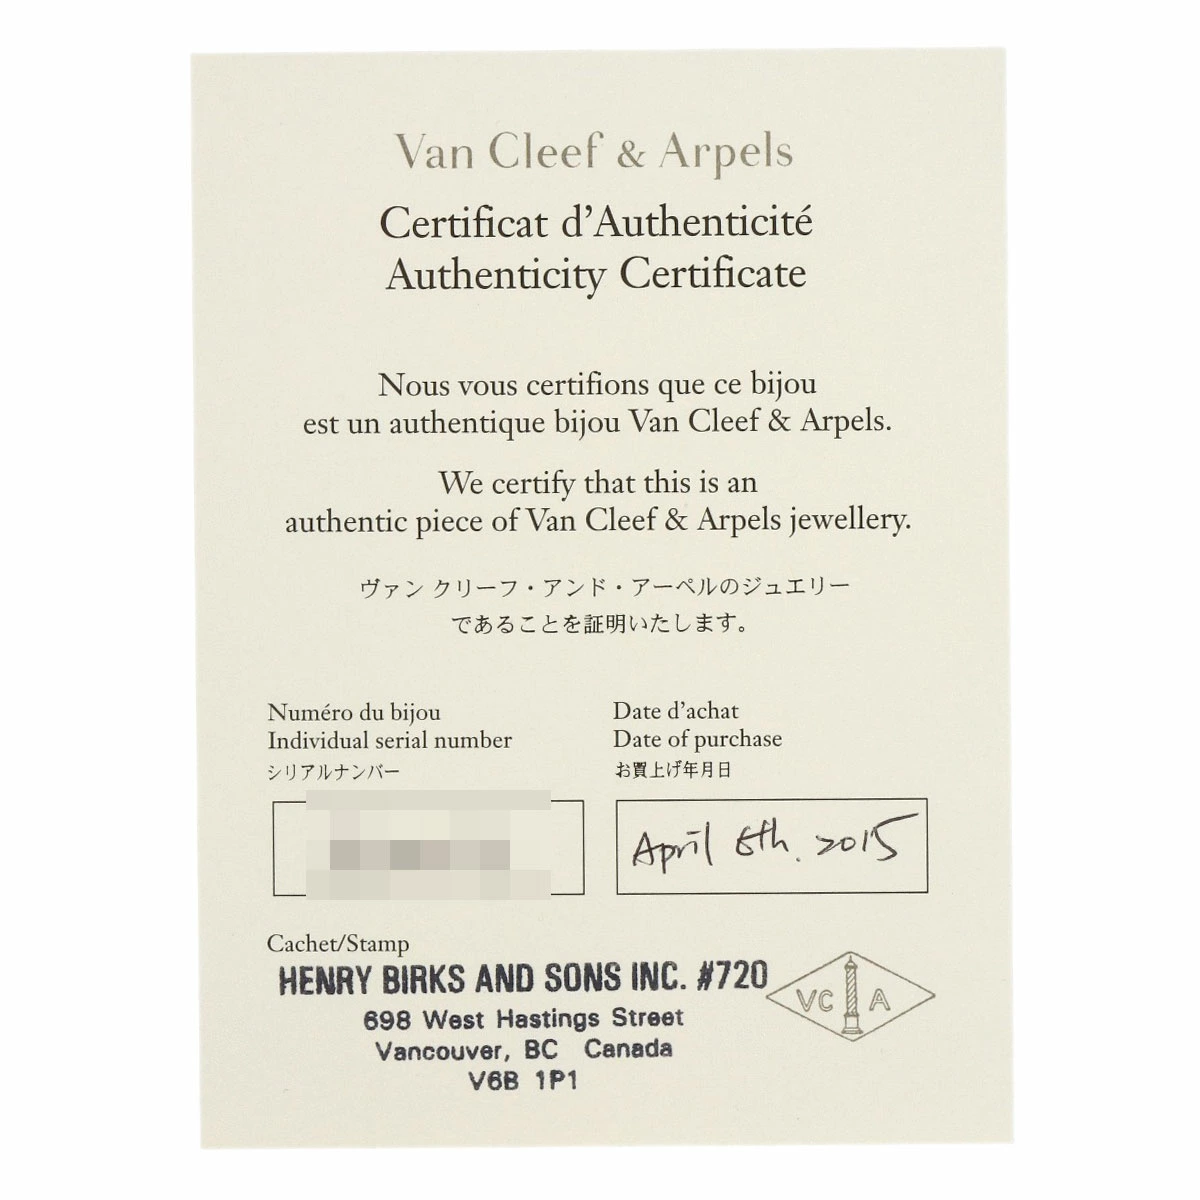 Van Cleef & Arpels
Certificat d'Authenticité
Authenticity Certificate
Nous vous certifions que ce bijou
est un authentique bijou Van Cleef & Arpels.
We certify that this is an
authentic piece of Van Cleef & Arpels jewellery.
ヴァン クリーフ・アンド・アーペルのジュエリー
であることを証明いたします。
Numéro du bijou
Individual serial number
シリアルナンバー
Date d'achat
Date of purchase
お買上げ年月日
April 6th. 2015
Cachet/Stamp
HENRY BIRKS AND SONS INC. #720
698 West Hastings Street
Vancouver, BC Canada
V6B 1P1
VC A